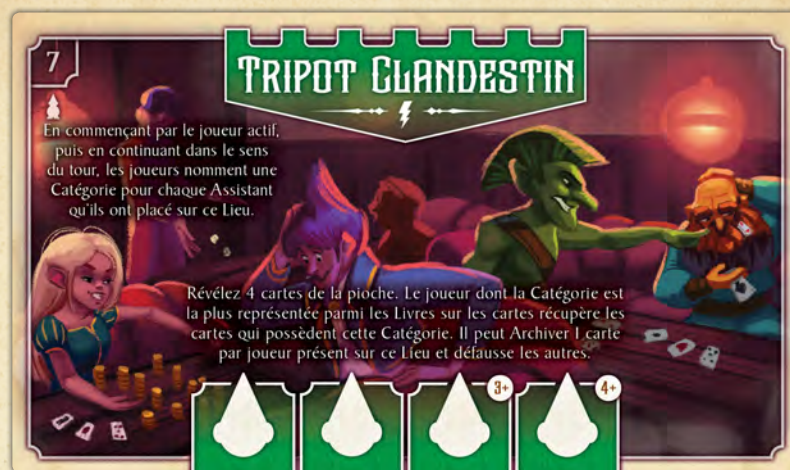 7
TRIPOT CLANDESTIN
En commençant par le joueur actif,
puis en continuant dans le sens
du tour, les joueurs nomment une
Catégorie pour chaque Assistant
qu'ils ont placé sur ce Lieu.
Révélez 4 cartes de la pioche. Le joueur dont la Catégorie est
la plus représentée parmi les Livres sur les cartes récupère les
cartes qui possèdent cette Catégorie. Il peut Archiver 1 carte
par joueur présent sur ce Lieu et défausse les autres.
3+
4+